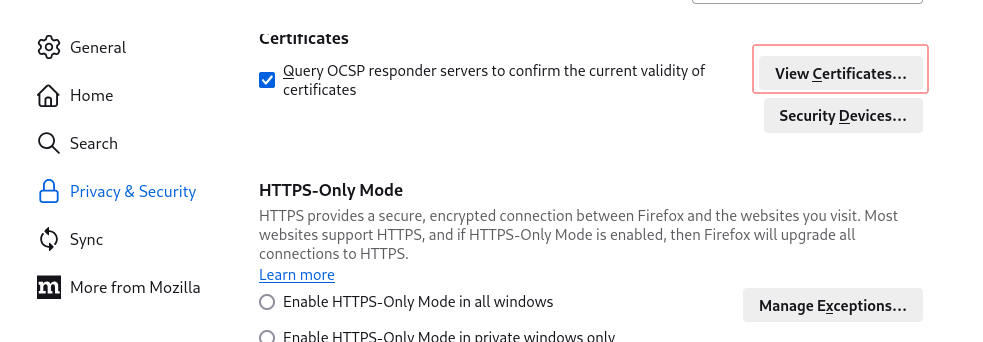 General
Home
Search
Privacy & Security
Sync
More from Mozilla
Certificates
Query OCSP responder servers to confirm the current validity of
certificates
View Certificates...
Security Devices...
HTTPS-Only Mode
HTTPS provides a secure, encrypted connection between Firefox and the websites you visit. Most
websites support HTTPS, and if HTTPS-Only Mode is enabled, then Firefox will upgrade all
connections to HTTPS.
Learn more
Enable HTTPS-Only Mode in all windows
Manage Exceptions...
Enable HTTPS-Only Mode in private windows only